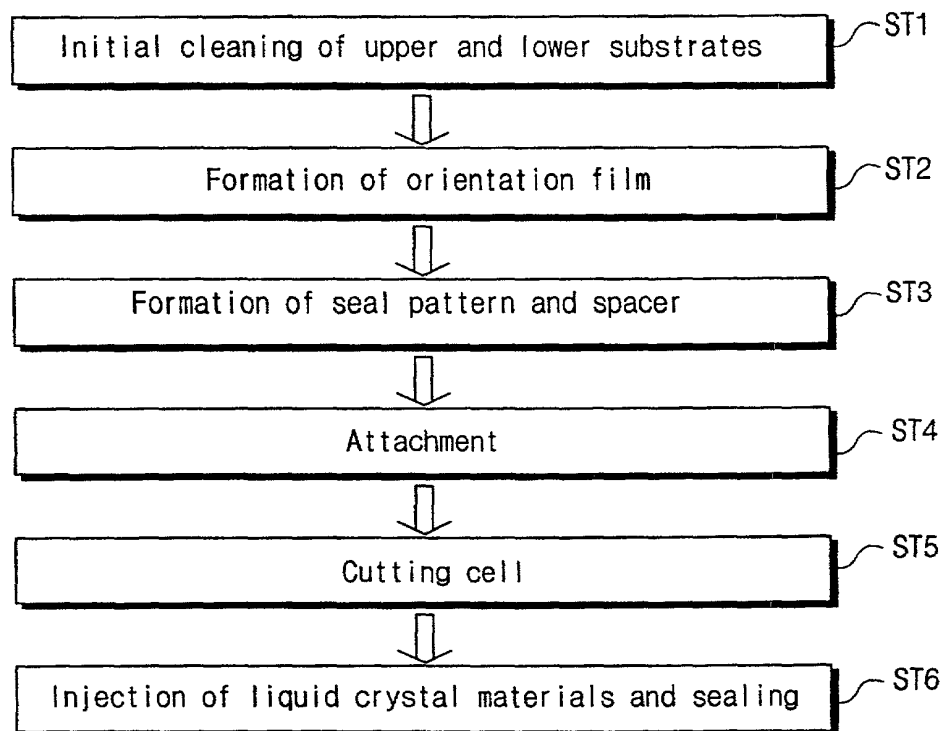 Initial cleaning of upper and lower substrates
ST1
Formation of orientation film
ST2
Formation of seal pattern and spacer
ST3
Attachment
ST4
Cutting cell
ST5
Injection of liquid crystal materials and sealing
ST6